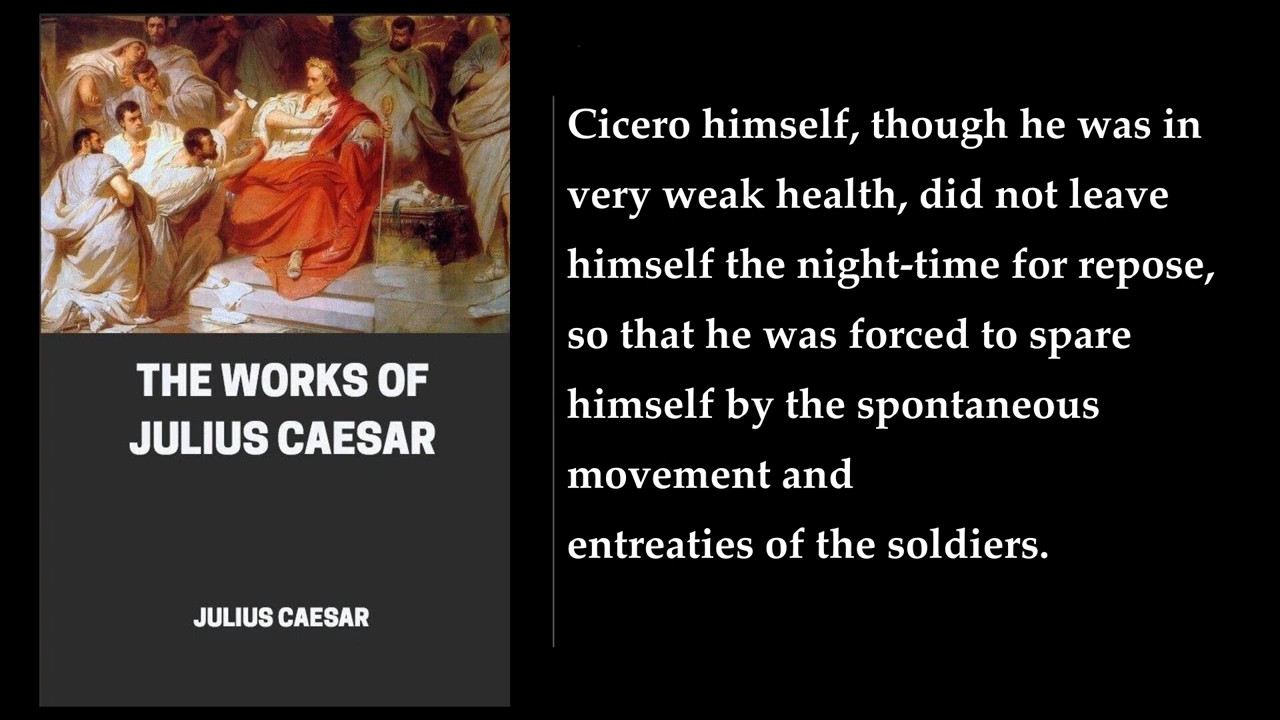 THE WORKS OF
JULIUS CAESAR
JULIUS CAESAR
Cicero himself, though he was in
very weak health, did not leave
himself the night-time for repose,
so that he was forced to spare
himself by the spontaneous
movement and
entreaties of the soldiers.